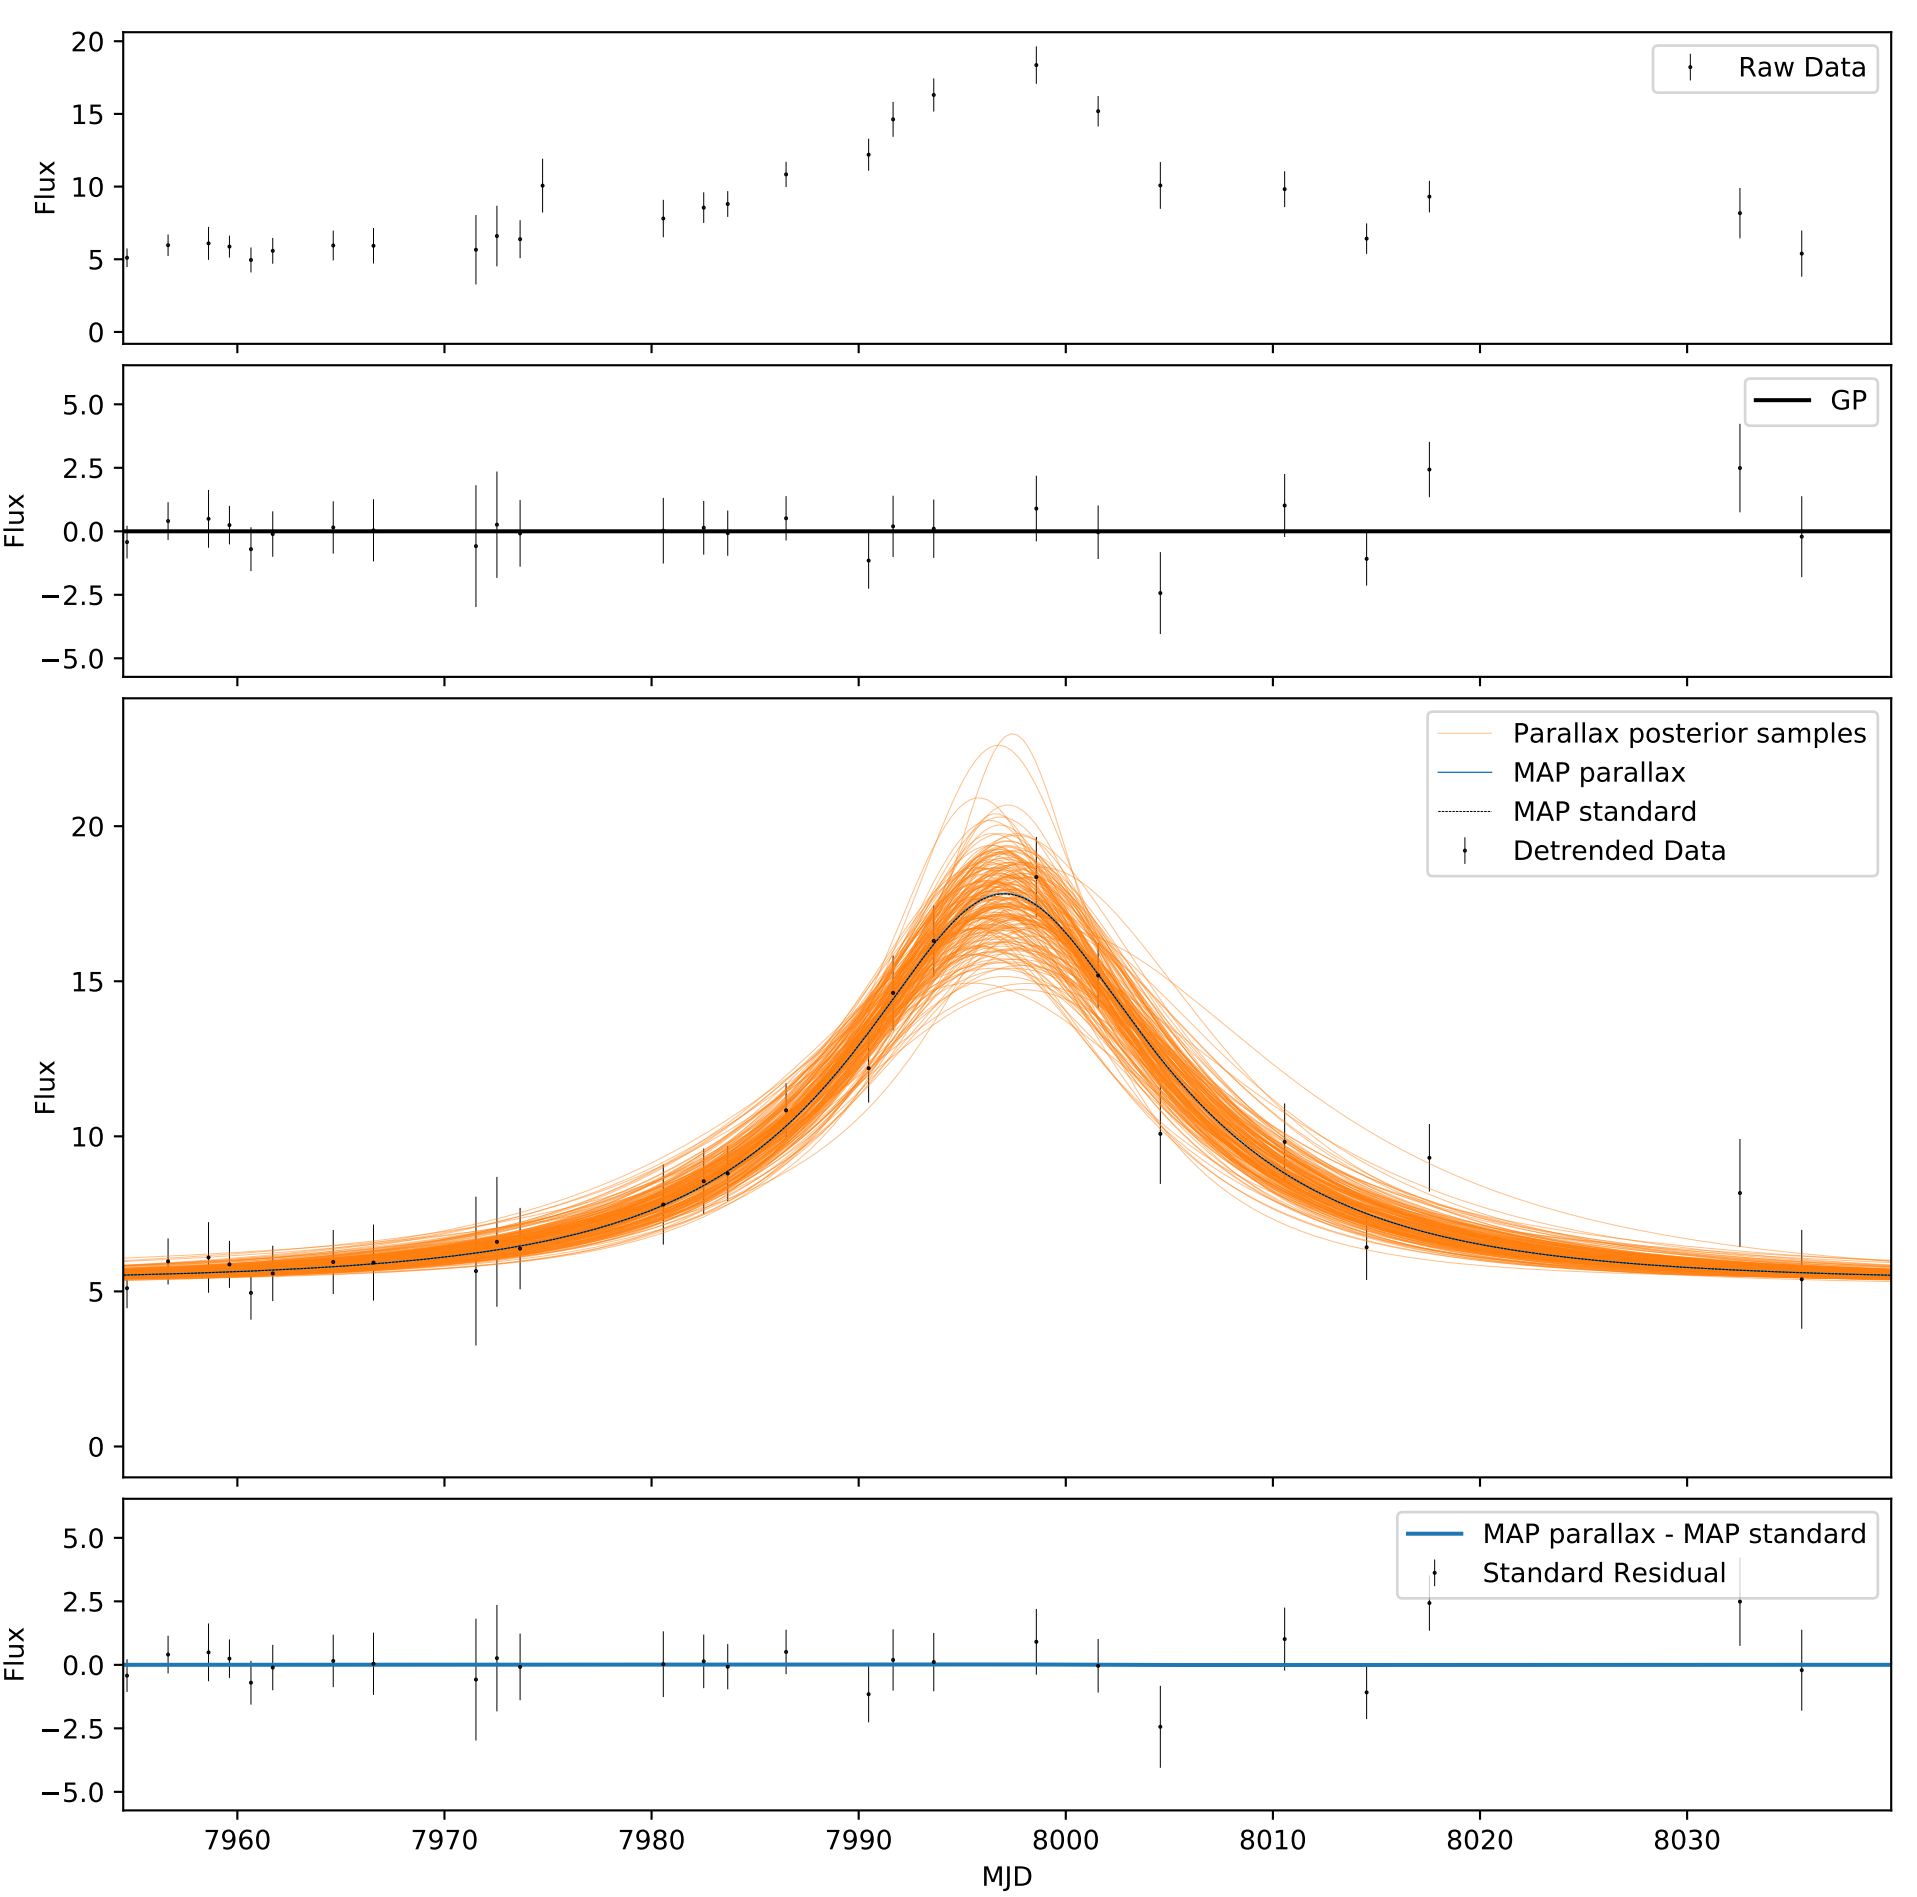 20
15
10
5
0
Flux
Raw Data
5.0
2.5
0.0
−2.5
−5.0
Flux
GP
20
15
10
5
0
Flux
Parallax posterior samples
MAP parallax
MAP standard
Detrended Data
5.0
2.5
0.0
−2.5
−5.0
Flux
MAP parallax - MAP standard
Standard Residual
7960 7970 7980 7990 8000 8010 8020 8030
MJD